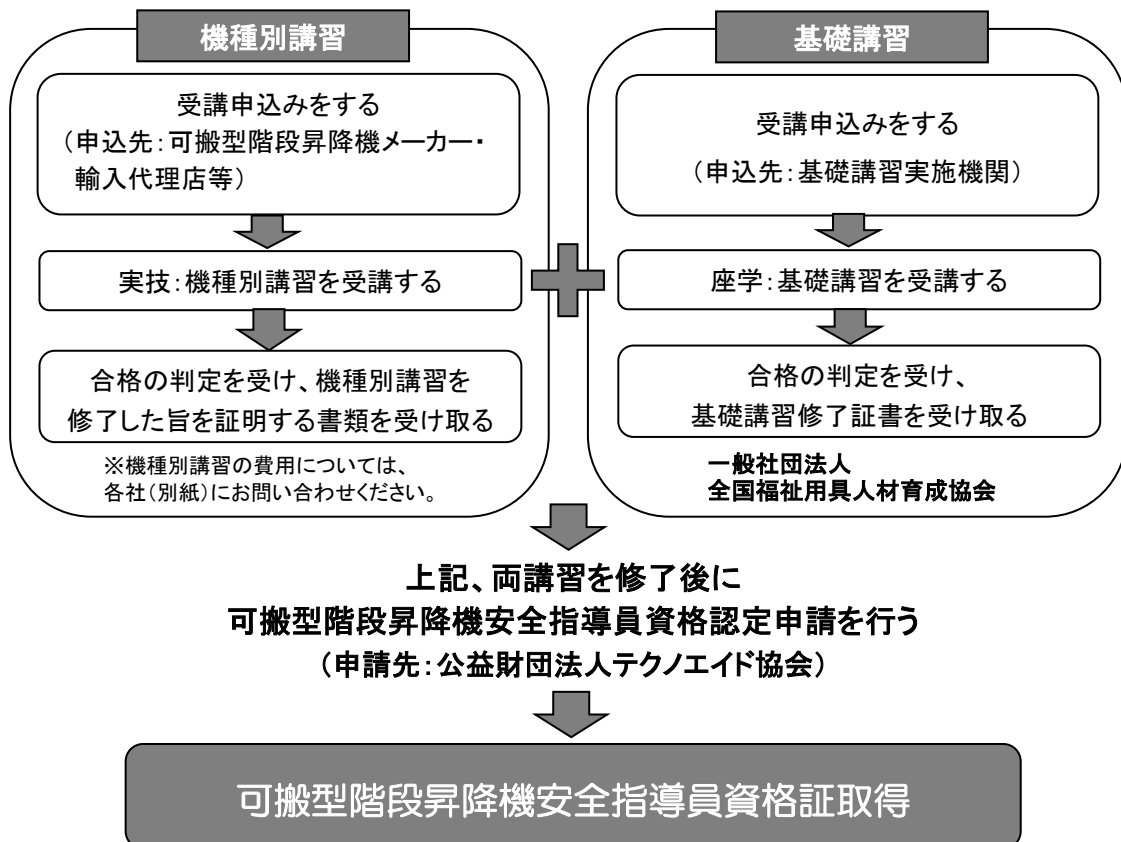 機種別講習
受講申込みをする
（申込先：可搬型階段昇降機メーカー・
輸入代理店等）
実技：機種別講習を受講する
合格の判定を受け、機種別講習を
修了した旨を証明する書類を受け取る
※機種別講習の費用については、
各社（別紙）にお問い合わせください。
基礎講習
受講申込みをする
（申込先：基礎講習実施機関）
座学：基礎講習を受講する
合格の判定を受け、
基礎講習修了証書を受け取る
一般社団法人
全国福祉用具人材育成協会
上記、両講習を修了後に
可搬型階段昇降機安全指導員資格認定申請を行う
（申請先：公益財団法人テクノエイド協会）
可搬型階段昇降機安全指導員資格証取得